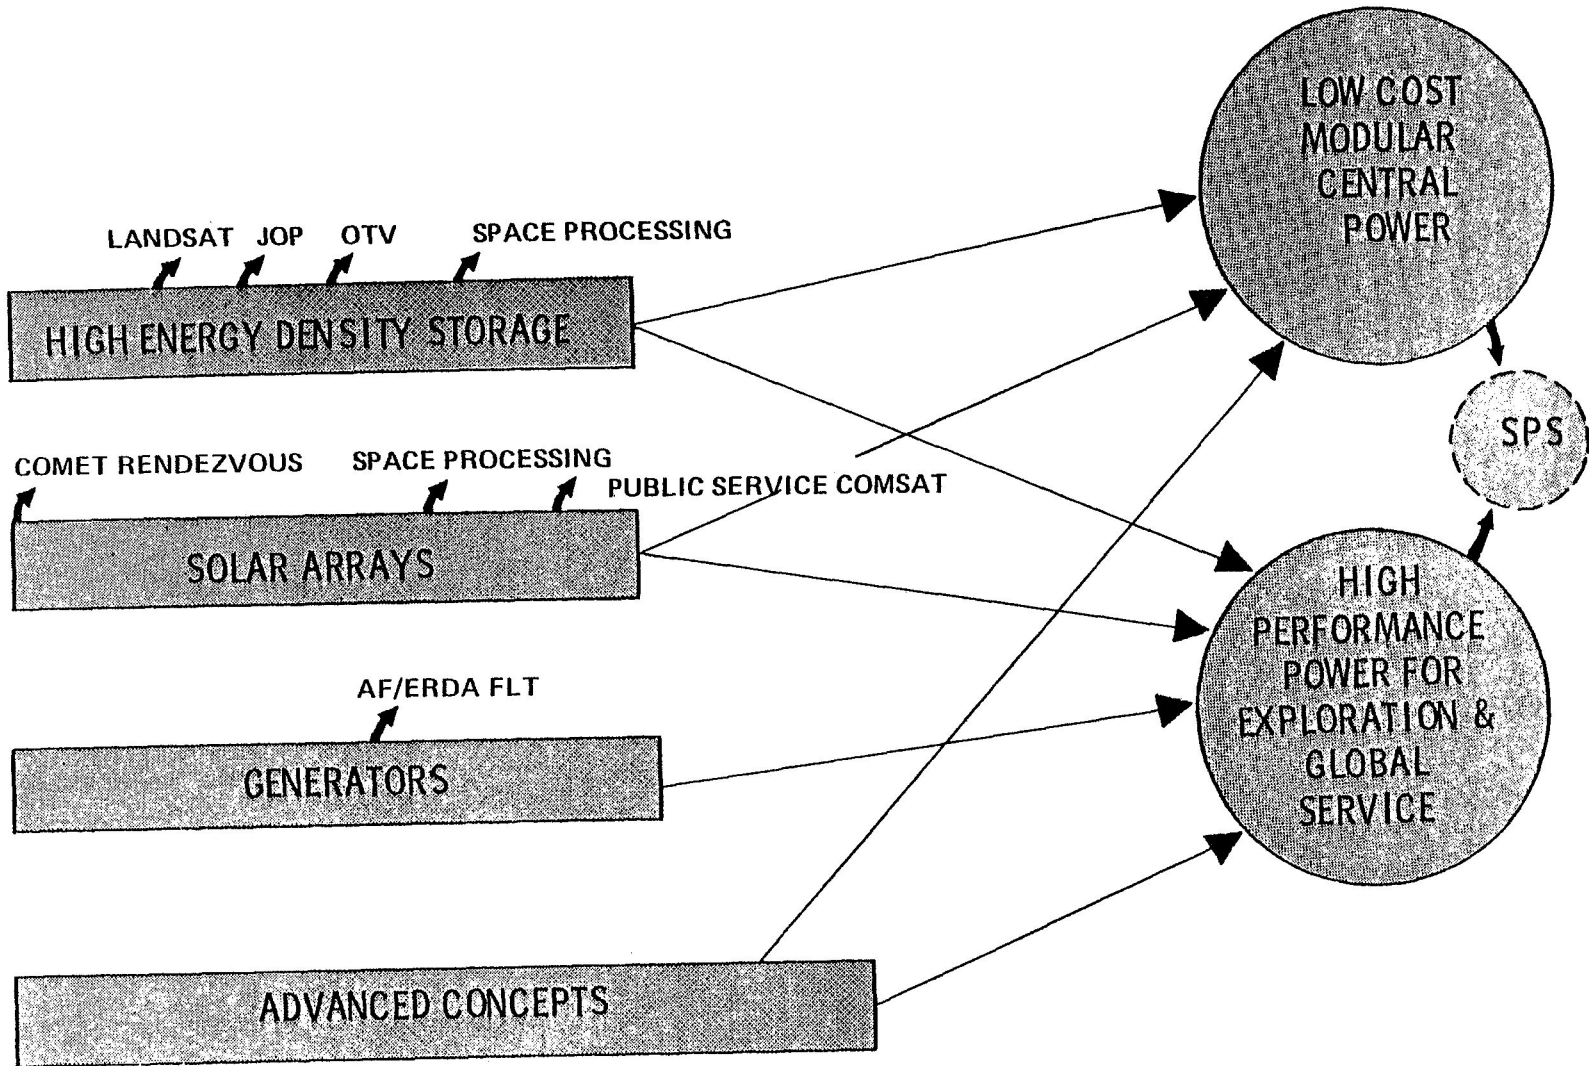 LOW COST
MODULAR
CENTRAL
POWER
LANDSAT JOP OTV SPACE PROCESSING
HIGH ENERGY DENSITY STORAGE
SPS
COMET RENDEZVOUS SPACE PROCESSING
PUBLIC SERVICE COMSAT
SOLAR ARRAYS
HIGH
PERFORMANCE
POWER FOR
EXPLORATION &
GLOBAL
SERVICE
AF/ERDA FLT
GENERATORS
ADVANCED CONCEPTS